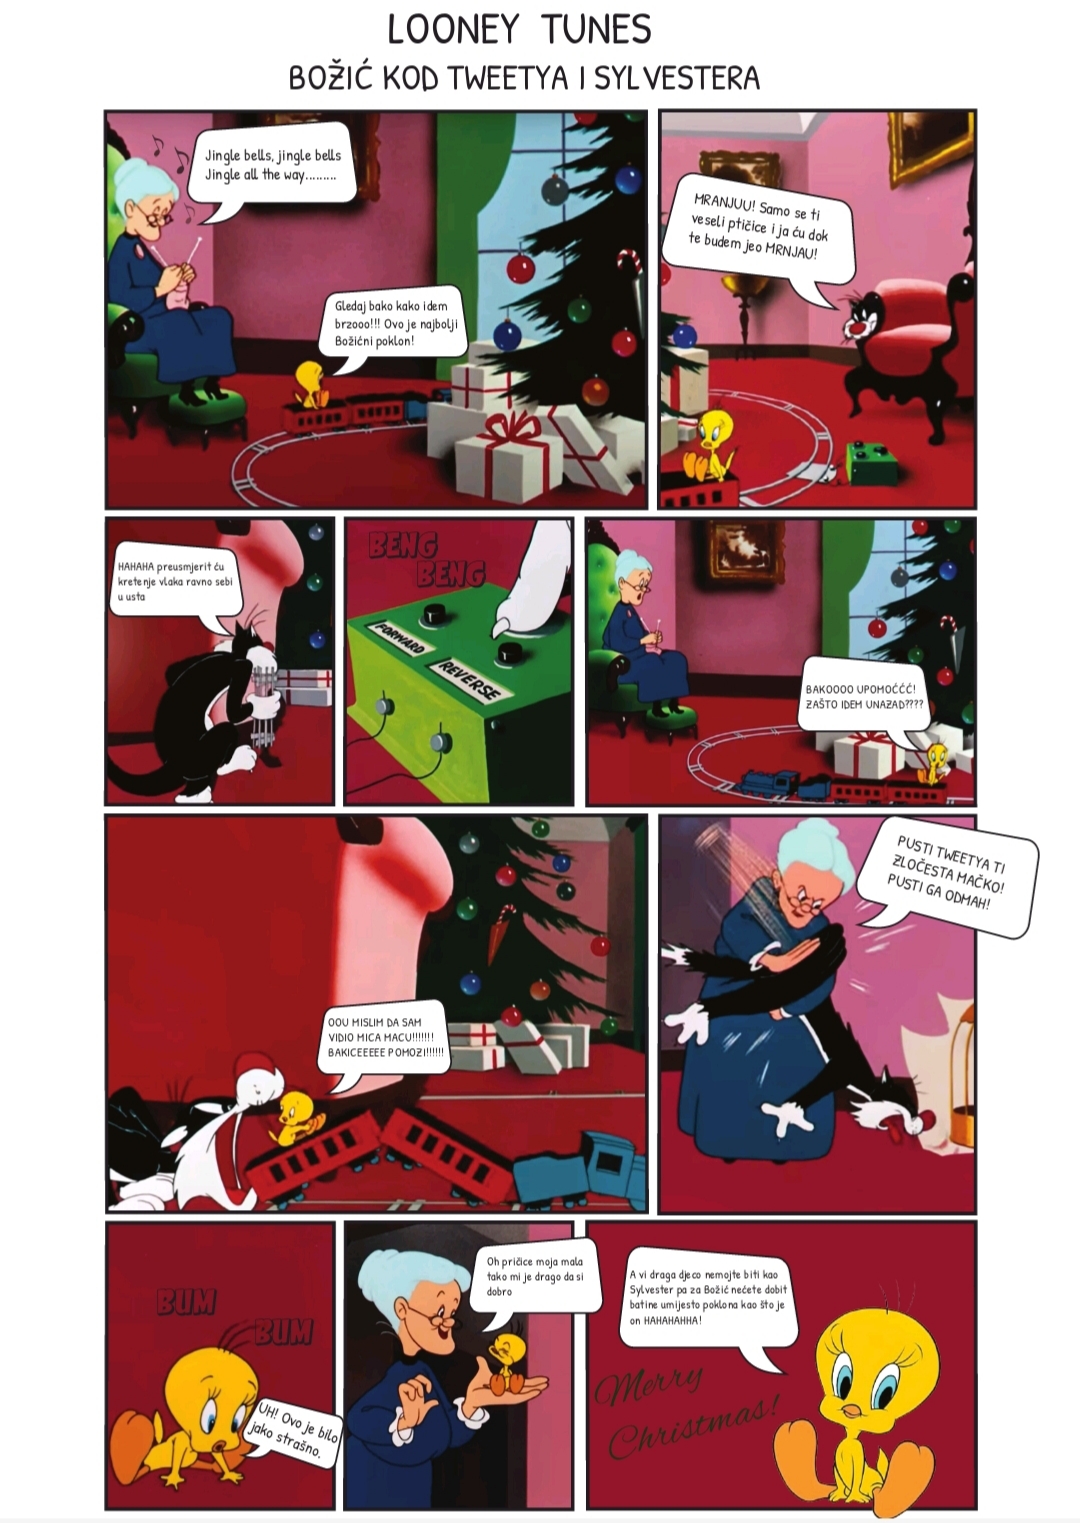 LOONEY TUNES
BOŽIĆ KOD TWEETYA I SYLVESTERA
Jingle bells, jingle bells
Jingle all the way.........
Gledaj bako kako idem
brzooo!!! Ovo je najbolji
Božićni poklon!
MRANJUU! Samo se ti
veseli ptičice i ja ću dok
te budem jeo MRNJAU!
HAHAHA preusmjerit ću
kretenje vlaka ravno sebi
u usta
BENG
BENG
FORWARD
REVERSE
BAKOOOO UPOMOĆĆĆ!
ZAŠTO IDEM UNAZAD????
OOU MISLIM DA SAM
VIDIO MICA MACU!!!!!!!
BAKICEEEEE POMOZI!!!!!!!
PUSTI TWEETYA TI
ZLOČESTA MAČKO!
PUSTI GA ODMAH!
BUM
BUM
UH! Ovo je bilo
jako strašno.
Oh pričice moja mala
tako mi je drago da si
dobro
A vi draga djeco nemojte biti kao
Sylvester pa za Božić nećete dobit
batine umijesto poklona kao što je
on HAHAHAHHA!
Merry
Christmas!